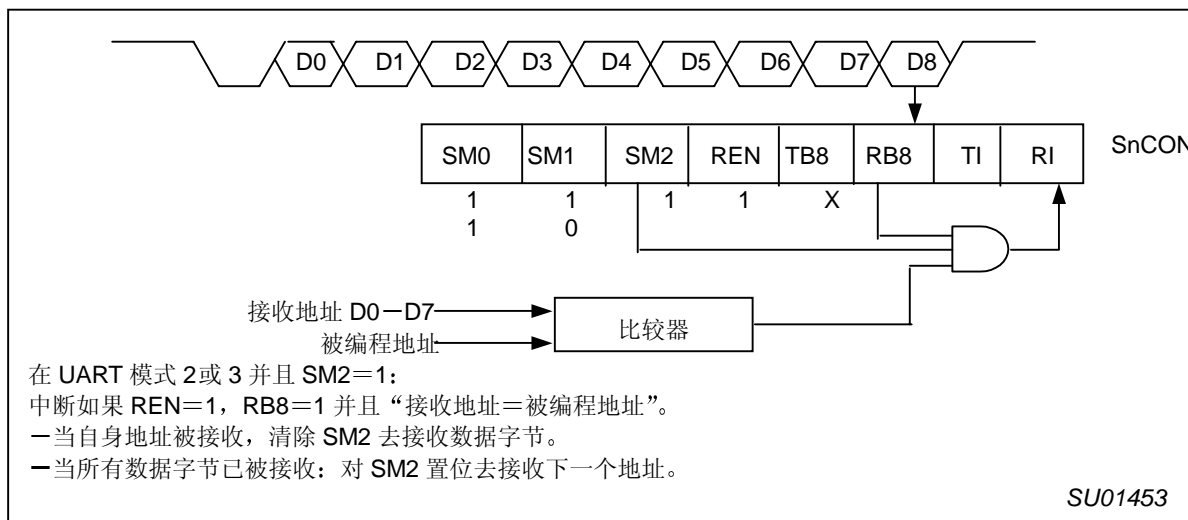 D0 D1 D2 D3 D4 D5 D6 D7 D8
SM0 SM1 SM2 REN TB8 RB8 TI RI SnCON
1 1 1 1 X
1 0
接收地址 D0－D7
被编程地址
比较器
在 UART 模式 2或 3 并且 SM2＝1：
中断如果 REN＝1，RB8＝1 并且“接收地址＝被编程地址”。
－当自身地址被接收，清除 SM2 去接收数据字节。
－当所有数据字节已被接收：对 SM2 置位去接收下一个地址。
SU01453